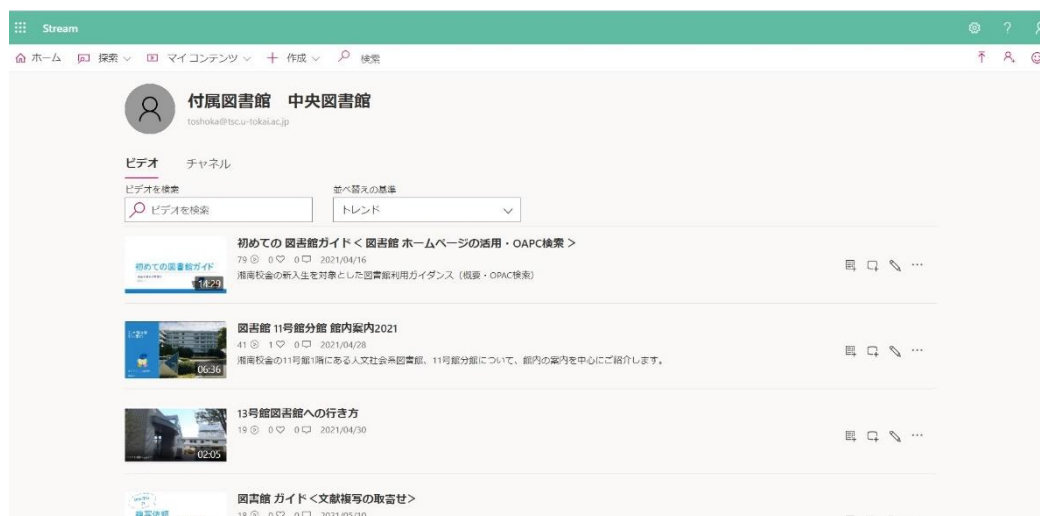 Stream
ホーム 探索 マイ コンテンツ 作成 検索
付属図書館 中央図書館
toshoka@tsc.u-tokai.ac.jp
ビデオ チャネル
ビデオを検索 並べ替えの基準
ビデオを検索 トレンド
初めての 図書館ガイド< 図書館 ホームページの活用・OAPC検索 >
79 0 0 2021/04/16
湘南校舎の新入生を対象とした図書館利用ガイダンス(概要・OPAC検索)
初めての図書館ガイド
14:29
図書館 11号館分館 館内案内2021
41 1 0 2021/04/28
湘南校舎の11号館1階にある人文社会系図書館、11号館分館について、館内の案内を中心にご紹介します。
06:36
13号館図書館への行き方
19 0 0 2021/04/30
02:05
図書館 ガイド<文献複写の取寄せ>
18 0 0 2021/05/10
複写依頼